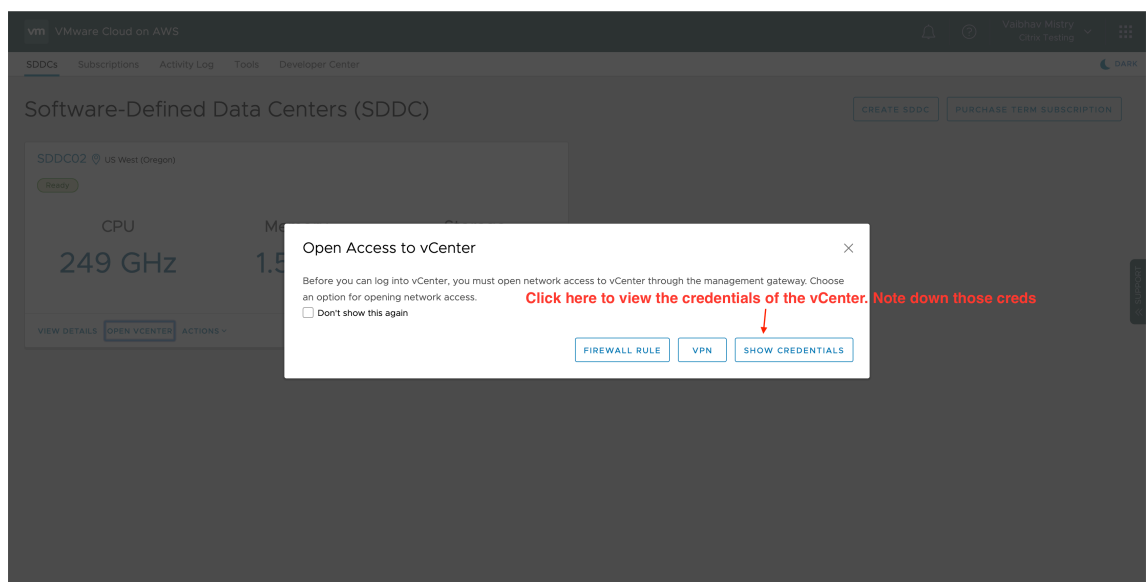 vm VMware Cloud on AWS
Vaibhav Mistry
Citrix Testing
SDDCs Subscriptions Activity Log Tools Developer Center
DARK
Software-Defined Data Centers (SDDC)
CREATE SDDC PURCHASE TERM SUBSCRIPTION
SDDC02 US West (Oregon)
Ready
CPU
249 GHz
1.5
Open Access to vCenter
Before you can log into vCenter, you must open network access to vCenter through the management gateway. Choose
an option for opening network access.
Click here to view the credentials of the vCenter. Note down those creds
Don't show this again
FIREWALL RULE VPN SHOW CREDENTIALS
VIEW DETAILS OPEN VCENTER ACTIONS
SUPPORT